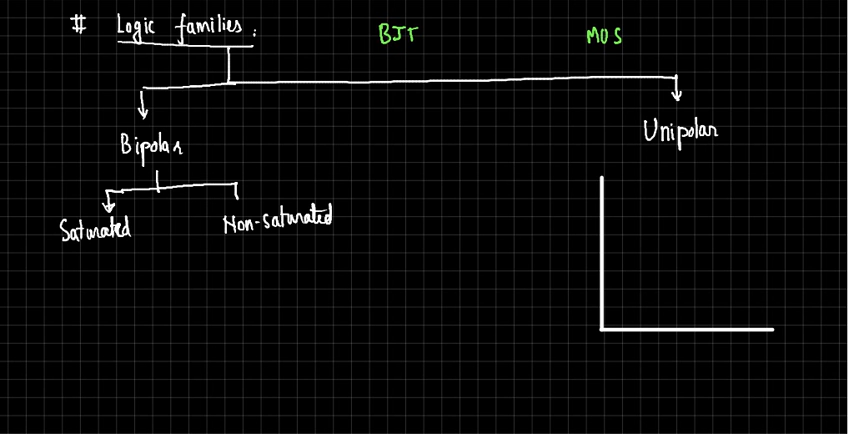 # Logic families.
BJT
MOS
Bipolar
Unipolar
Saturated
Non-saturated